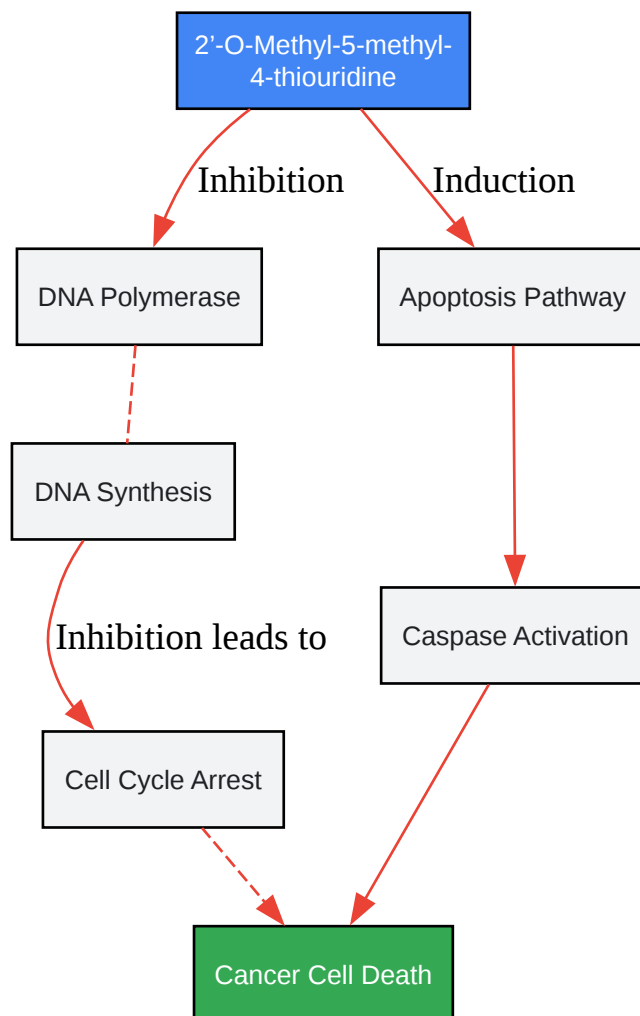 2’-O-Methyl-5-methyl-
4-thiouridine
Inhibition
Induction
DNA Polymerase
Apoptosis Pathway
DNA Synthesis
Inhibition leads to
Caspase Activation
Cell Cycle Arrest
Cancer Cell Death